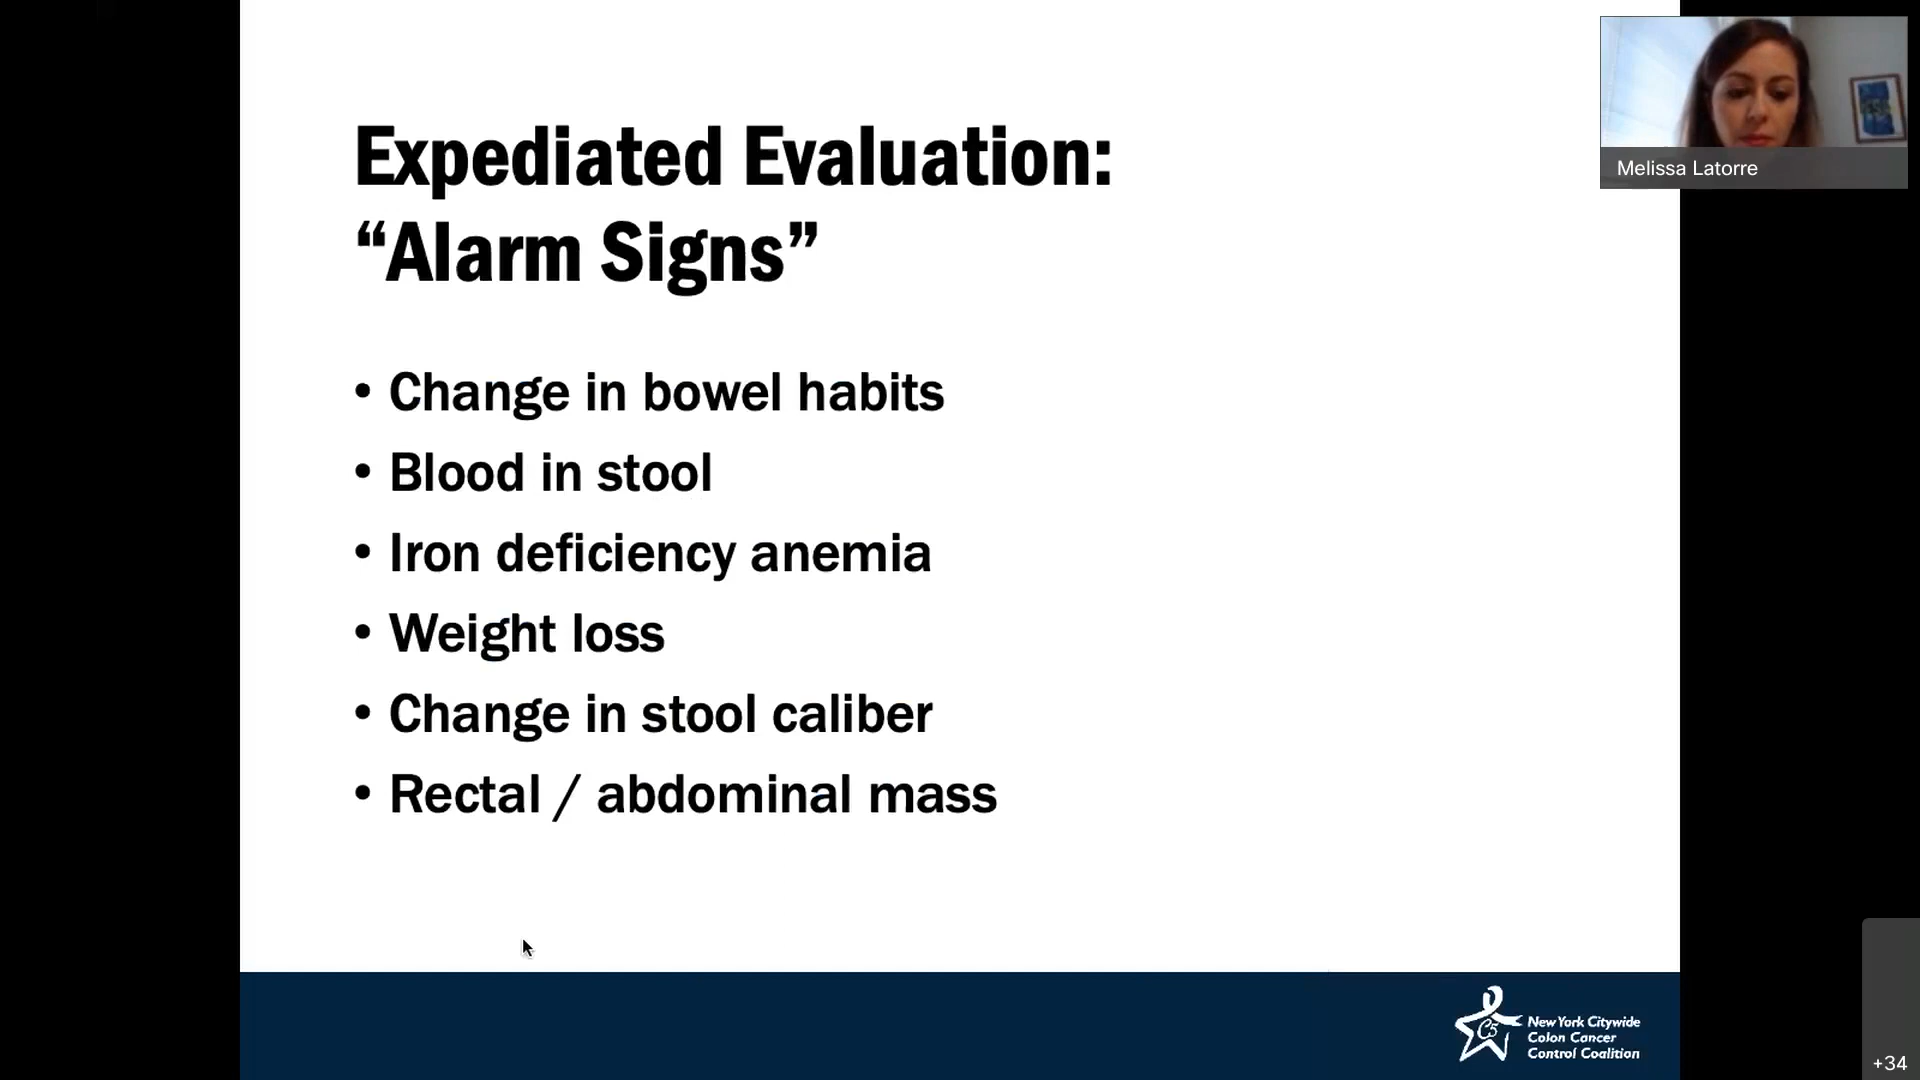 Expediated Evaluation:
“Alarm Signs”
• Change in bowel habits
• Blood in stool
• Iron deficiency anemia
• Weight loss
• Change in stool caliber
• Rectal / abdominal mass
Melissa Latorre
C5
New York Citywide
Colon Cancer
Control Coalition
+34